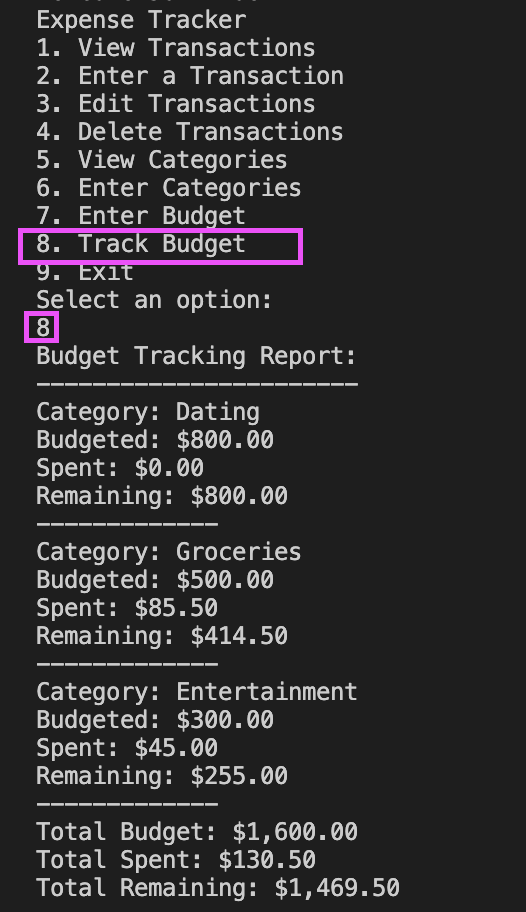 Expense Tracker
1. View Transactions
2. Enter a Transaction
3. Edit Transactions
4. Delete Transactions
5. View Categories
6. Enter Categories
7. Enter Budget
8. Track Budget
9. Exit
Select an option:
8
Budget Tracking Report:
-----------------------
Category: Dating
Budgeted: $800.00
Spent: $0.00
Remaining: $800.00
-------------
Category: Groceries
Budgeted: $500.00
Spent: $85.50
Remaining: $414.50
-------------
Category: Entertainment
Budgeted: $300.00
Spent: $45.00
Remaining: $255.00
-------------
Total Budget: $1,600.00
Total Spent: $130.50
Total Remaining: $1,469.50